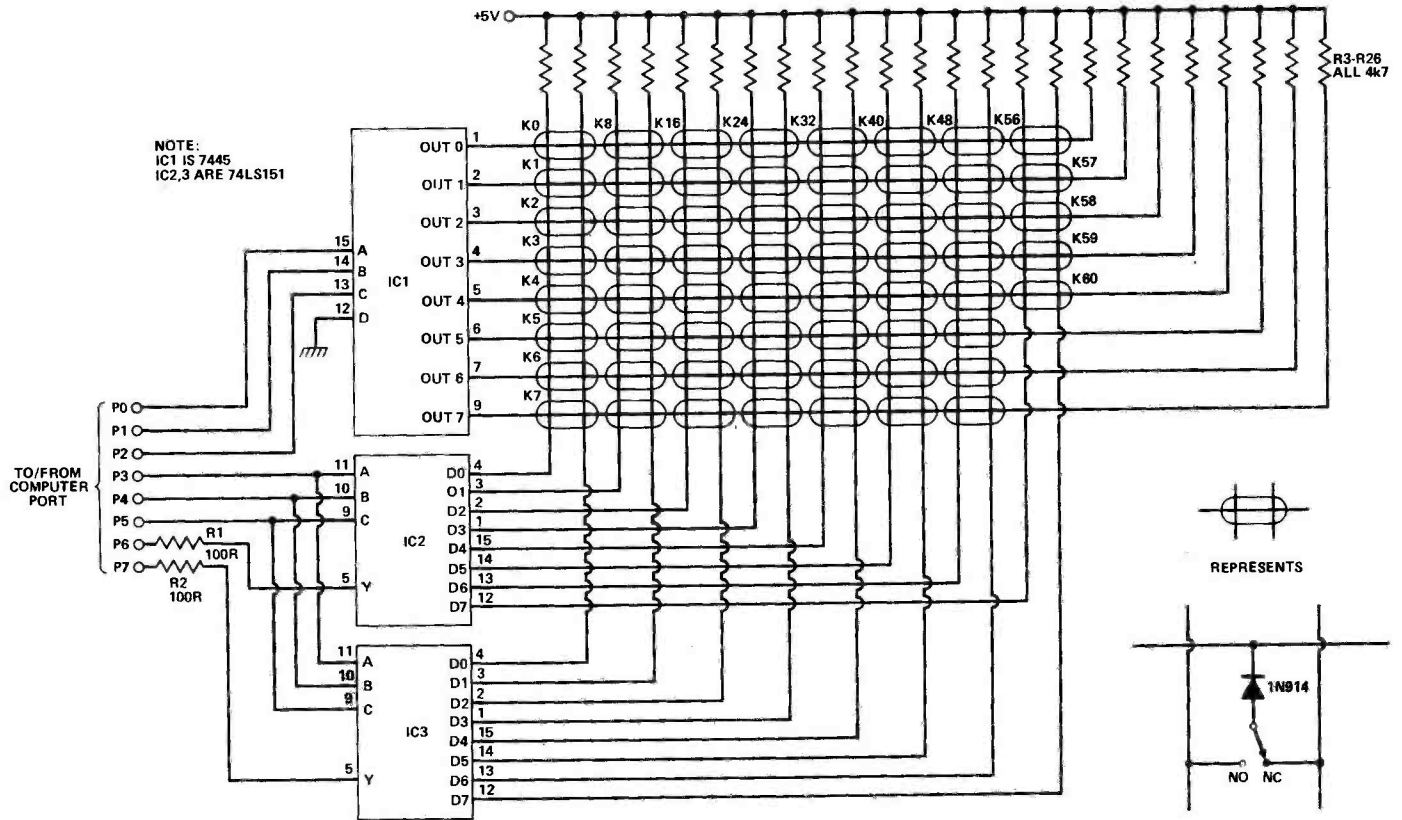 +5V
R3-R26
ALL 4k7
NOTE:
IC1 IS 7445
IC2,3 ARE 74LS151
K0 K8 K16 K24 K32 K40 K48 K56
K1 K57
K2 K58
K3 K59
K4 K60
K5
K6
K7
OUT 0 1
OUT 1 2
OUT 2 3
OUT 3 4
OUT 4 5
OUT 5 6
OUT 6 7
OUT 7 9
15 A
14 B
13 C
12 D
IC1
TO/FROM
COMPUTER
PORT
P0
P1
P2
P3
P4
P5
P6
P7
R1
100R
R2
100R
11 A
10 B
9 C
5 Y
IC2
D0 4
O1 3
D2 2
D3 1
D4 15
D5 14
D6 13
D7 12
11 A
10 B
9 C
5 Y
IC3
D0 4
D1 3
D2 2
D3 1
D4 15
D5 14
D6 13
D7 12
REPRESENTS
1N914
NO NC